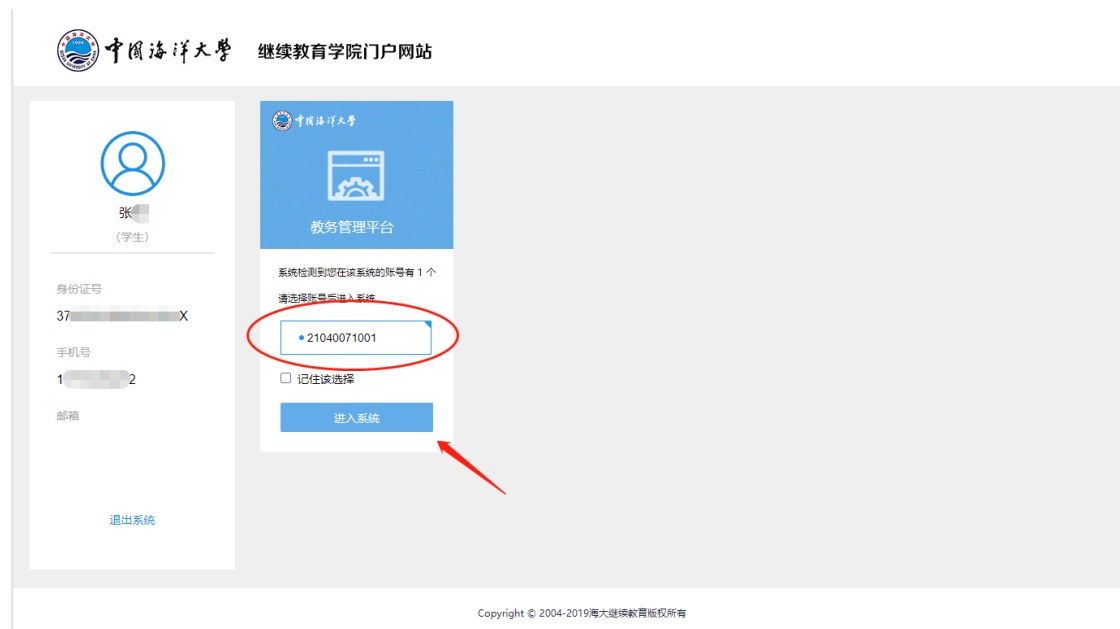 中国海洋大学 继续教育学院门户网站
张
（学生）
身份证号
37 X
手机号
1 2
邮箱
退出系统
中国海洋大学
教务管理平台
系统检测到您在该系统的账号有 1 个
请选择账号后进入系统
21040071001
记住该选择
进入系统
Copyright © 2004-2019海大继续教育版权所有